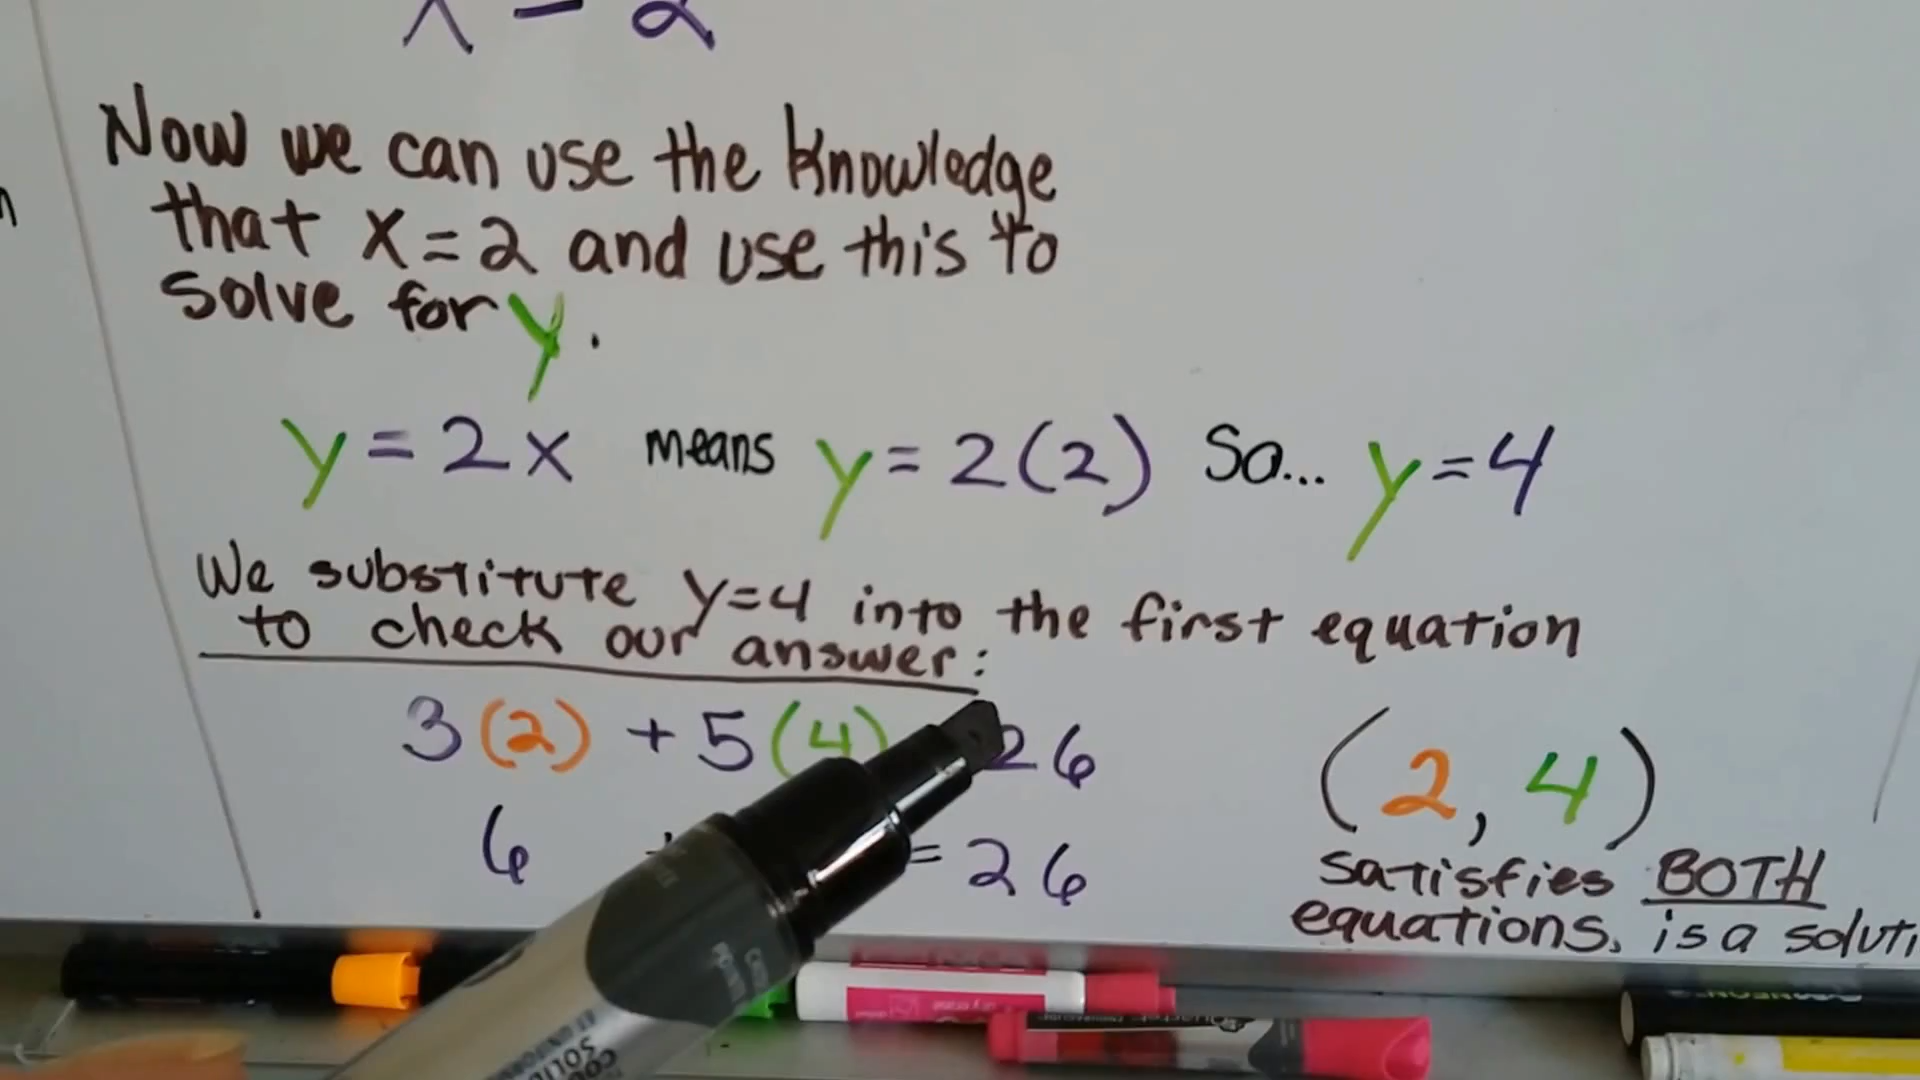 x = 2
Now we can use the knowledge
that x=2 and use this to
solve for y.
y = 2x means y = 2(2) So... y=4
We substitute y=4 into the first equation
to check our answer:
3(2) + 5(4) 26
6 = 26
(2, 4)
satisfies BOTH
equations. is a soluti